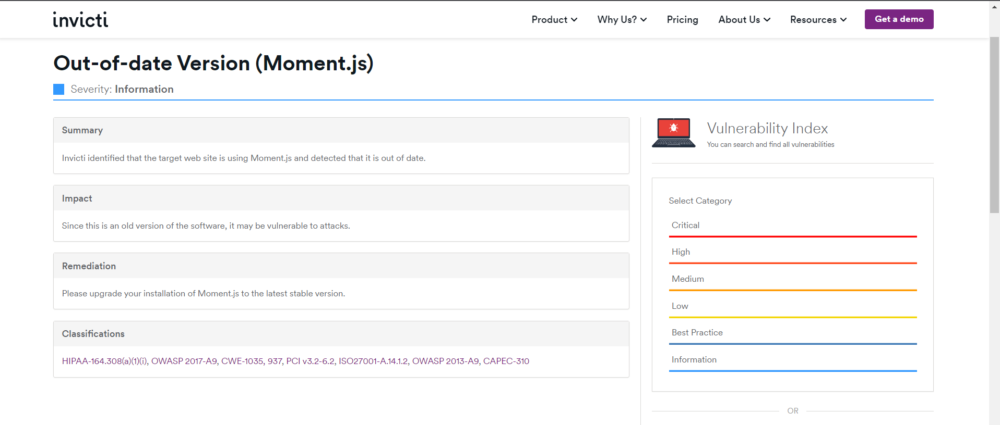 invicti
Product
Why Us?
Pricing
About Us
Resources
Get a demo
Out-of-date Version (Moment.js)
Severity: Information
Summary
Invicti identified that the target web site is using Moment.js and detected that it is out of date.
Impact
Since this is an old version of the software, it may be vulnerable to attacks.
Remediation
Please upgrade your installation of Moment.js to the latest stable version.
Classifications
HIPAA-164.308(a)(1)(i), OWASP 2017-A9, CWE-1035, 937, PCI v3.2-6.2, ISO27001-A.14.1.2, OWASP 2013-A9, CAPEC-310
Vulnerability Index
You can search and find all vulnerabilities
Select Category
Critical
High
Medium
Low
Best Practice
Information
OR